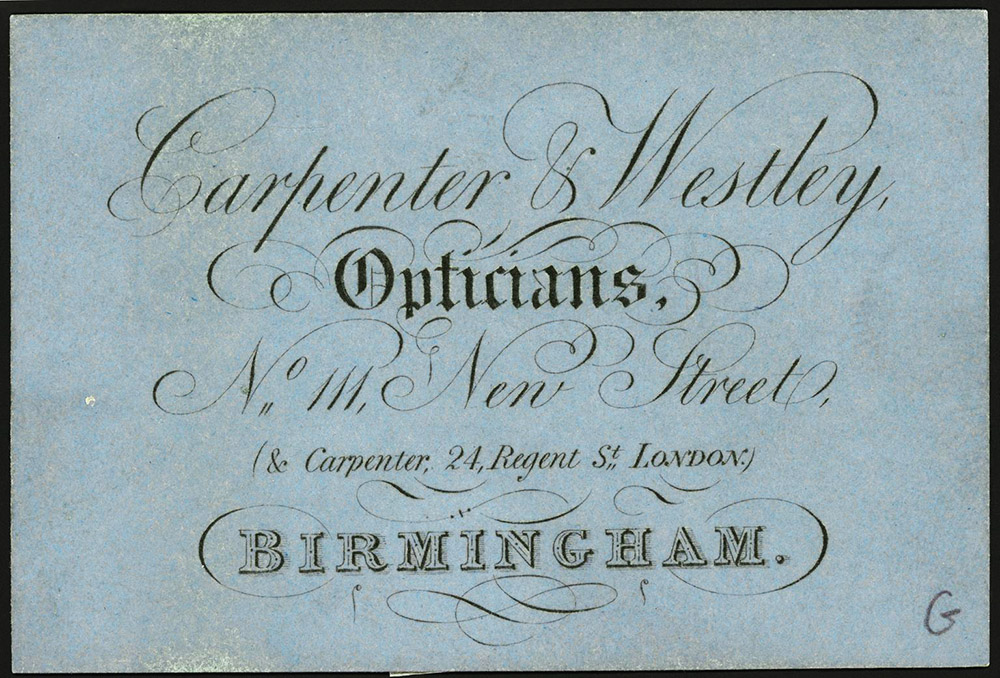 Carpenter & Westley,
Opticians,
No. 111, New Street,
(& Carpenter, 24, Regent St., LONDON.)
BIRMINGHAM.
G